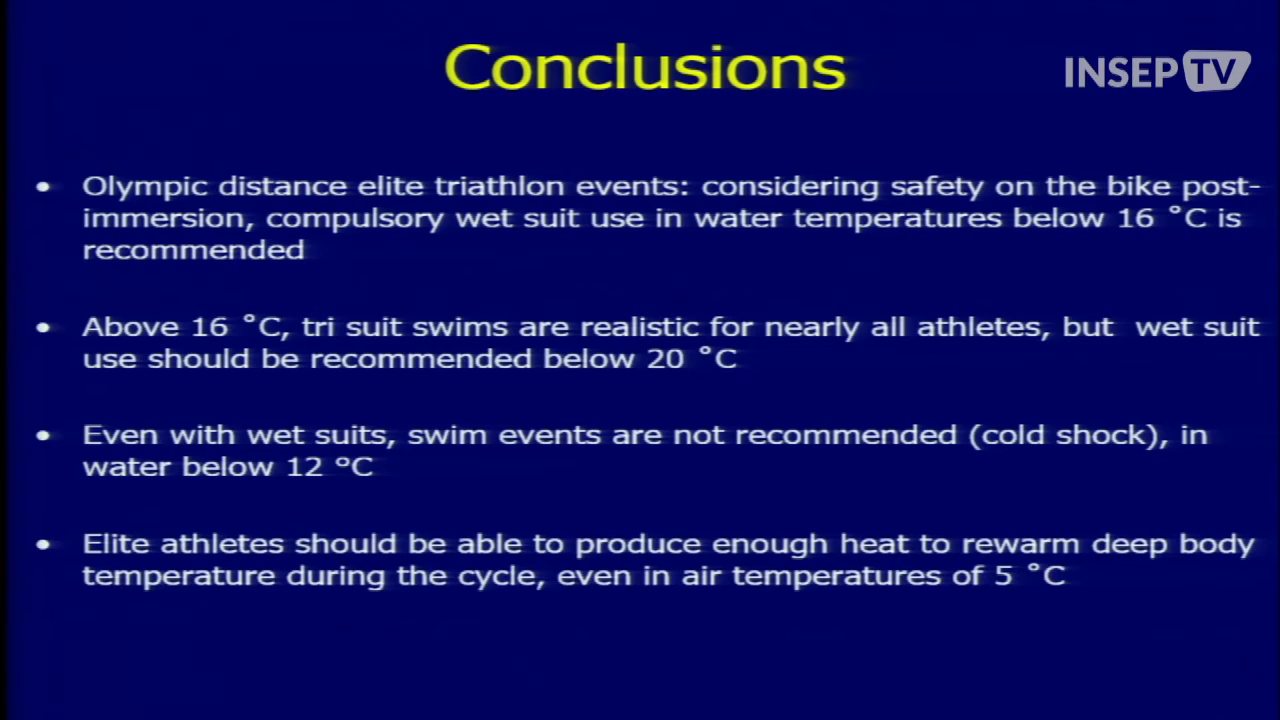 Conclusions
INSEP TV
• Olympic distance elite triathlon events: considering safety on the bike post-
immersion, compulsory wet suit use in water temperatures below 16 ˚C is
recommended
• Above 16 ˚C, tri suit swims are realistic for nearly all athletes, but  wet suit
use should be recommended below 20 ˚C
• Even with wet suits, swim events are not recommended (cold shock), in
water below 12 ºC
• Elite athletes should be able to produce enough heat to rewarm deep body
temperature during the cycle, even in air temperatures of 5 ˚C